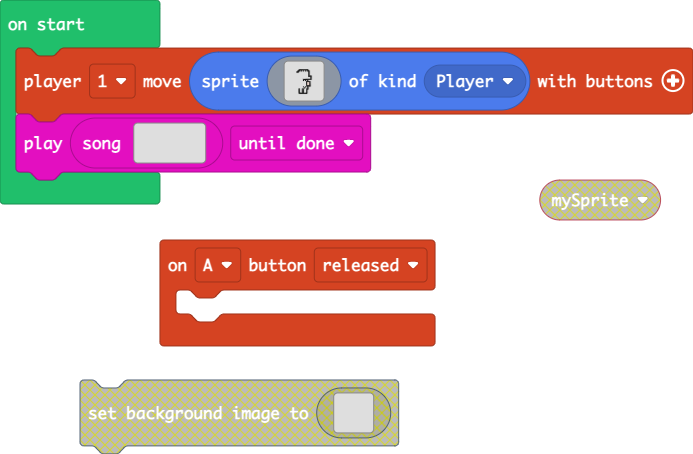 on start
player 1 move sprite of kind Player with buttons
play song until done
mySprite
on A button released
set background image to